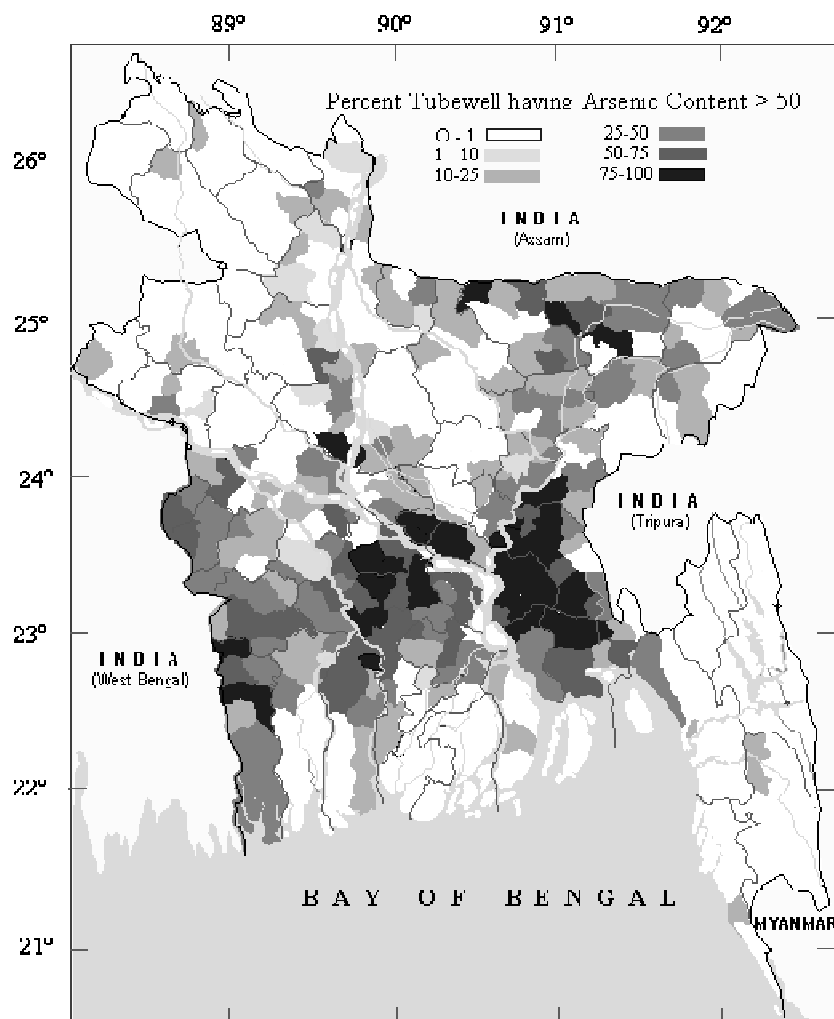 89° 90° 91° 92°
Percent Tubewell having Arsenic Content > 50
0-1 25-50
1 10 50-75
10-25 75-100
26°
INDIA
(Assam)
25°
24°
INDIA
(Tripura)
23°
INDIA
(West Bengal)
22°
BAY OF BENGAL
MYANMAR
21°